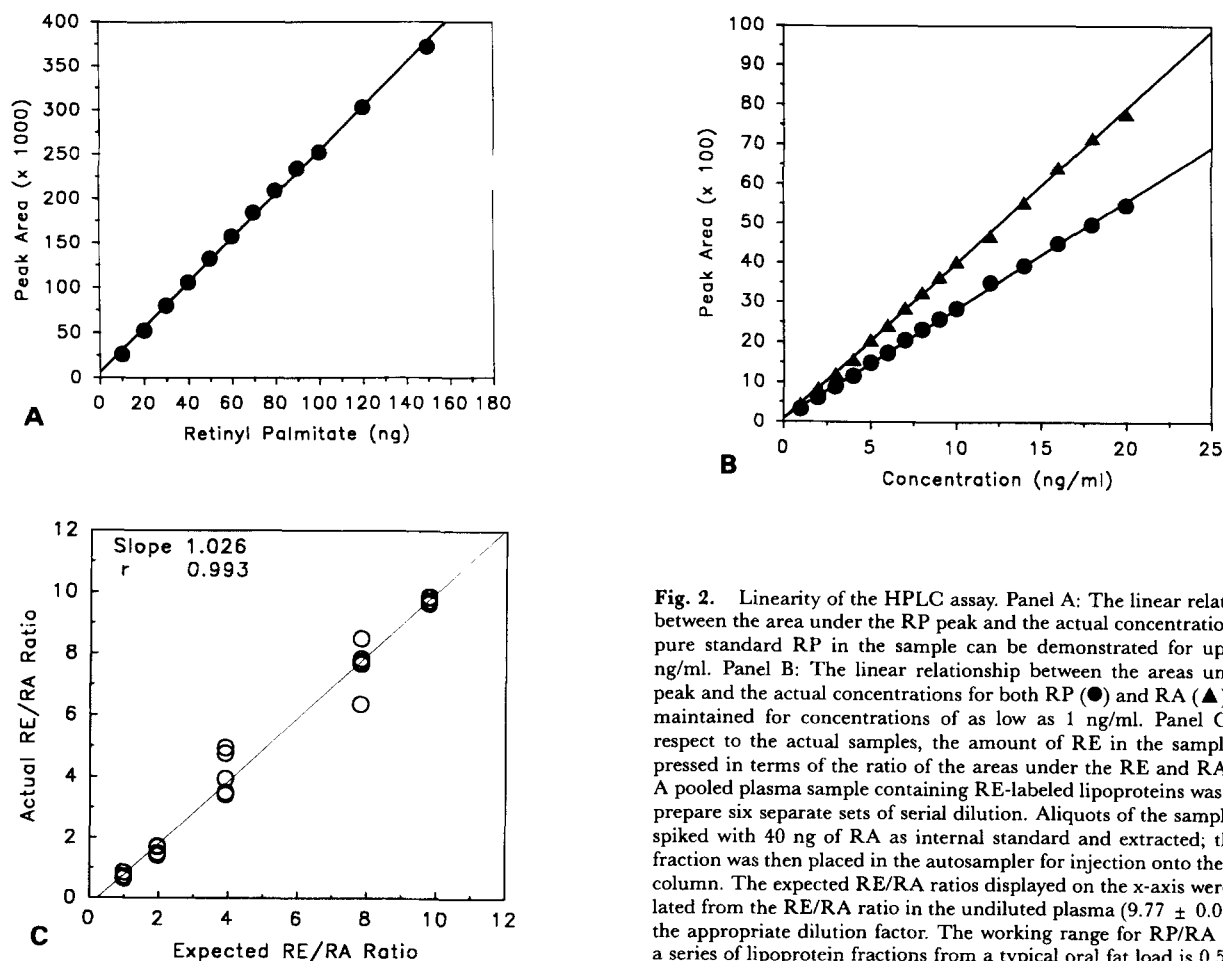 400
350
300
250
200
150
100
50
0
Peak Area (x 1000)
0 20 40 60 80 100 120 140 160 180
Retinyl Palmitate (ng)
A
100
90
80
70
60
50
40
30
20
10
0
Peak Area (x 100)
0 5 10 15 20 25
Concentration (ng/ml)
B
12
10
8
6
4
2
0
Actual RE/RA Ratio
Slope 1.026
r 0.993
0 2 4 6 8 10 12
Expected RE/RA Ratio
C
Fig. 2. Linearity of the HPLC assay. Panel A: The linear relat
between the area under the RP peak and the actual concentratio
pure standard RP in the sample can be demonstrated for up
ng/ml. Panel B: The linear relationship between the areas un
peak and the actual concentrations for both RP (●) and RA (▲)
maintained for concentrations of as low as 1 ng/ml. Panel C
respect to the actual samples, the amount of RE in the sampl
pressed in terms of the ratio of the areas under the RE and RA
A pooled plasma sample containing RE-labeled lipoproteins was
prepare six separate sets of serial dilution. Aliquots of the sampl
spiked with 40 ng of RA as internal standard and extracted; t
fraction was then placed in the autosampler for injection onto the
column. The expected RE/RA ratios displayed on the x-axis were
lated from the RE/RA ratio in the undiluted plasma (9.77 ± 0.0
the appropriate dilution factor. The working range for RP/RA
a series of lipoprotein fractions from a typical oral fat load is 0.5